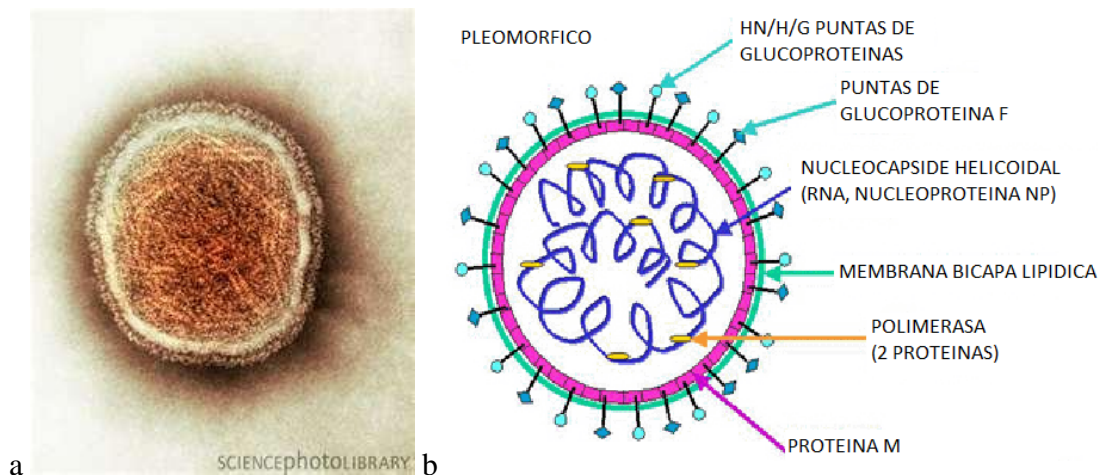 PLEOMORFICO
HN/H/G PUNTAS DE
GLUCOPROTEINAS
PUNTAS DE
GLUCOPROTEINA F
NUCLEOCAPSIDE HELICOIDAL
(RNA, NUCLEOPROTEINA NP)
MEMBRANA BICAPA LIPIDICA
POLIMERASA
(2 PROTEINAS)
PROTEINA M
a
SCIENCEphotoLIBRARY
b